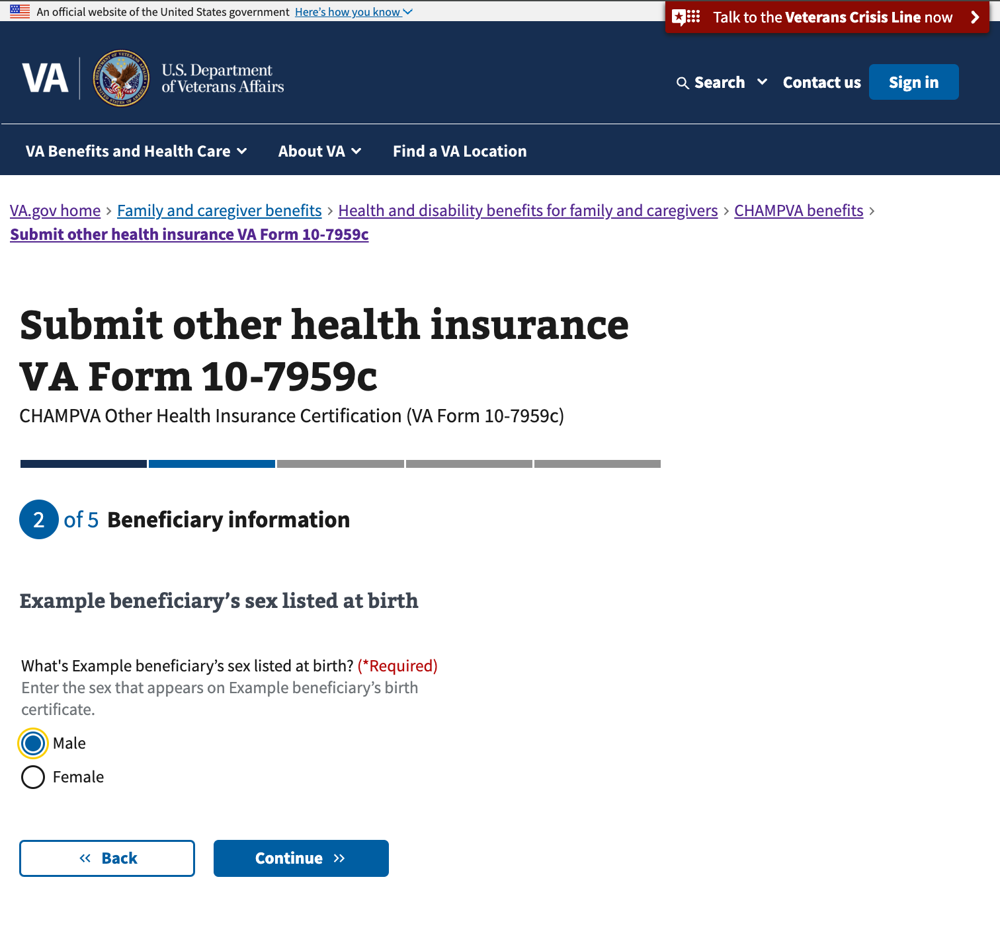 An official website of the United States government Here's how you know
Talk to the Veterans Crisis Line now
VA
U.S. Department
of Veterans Affairs
Search
Contact us
Sign in
VA Benefits and Health Care
About VA
Find a VA Location
VA.gov home › Family and caregiver benefits › Health and disability benefits for family and caregivers › CHAMPVA benefits ›
Submit other health insurance VA Form 10-7959c
Submit other health insurance
VA Form 10-7959c
CHAMPVA Other Health Insurance Certification (VA Form 10-7959c)
2 of 5 Beneficiary information
Example beneficiary’s sex listed at birth
What's Example beneficiary’s sex listed at birth? (*Required)
Enter the sex that appears on Example beneficiary’s birth
certificate.
Male
Female
Back
Continue